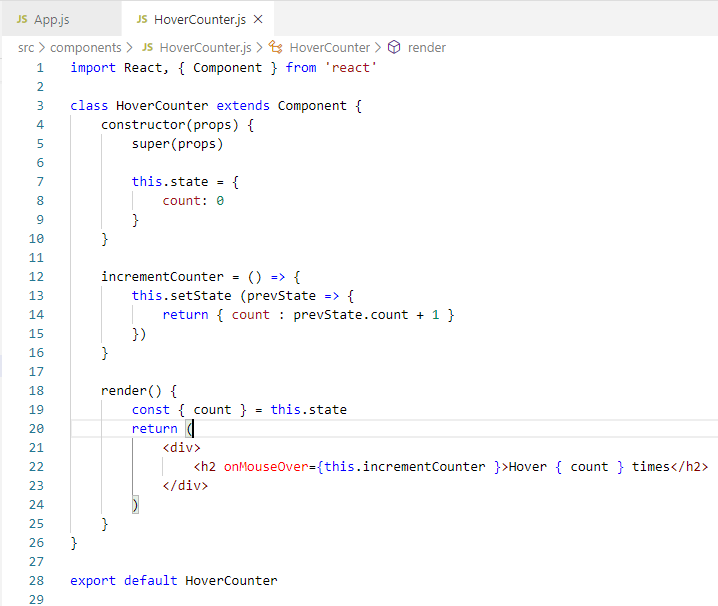 JS App.js JS HoverCounter.js ×
src > components > JS HoverCounter.js > HoverCounter > render
1 import React, { Component } from 'react'
2
3 class HoverCounter extends Component {
4     constructor(props) {
5         super(props)
6
7         this.state = {
8             count: 0
9         }
10     }
11
12     incrementCounter = () => {
13         this.setState (prevState => {
14             return { count : prevState.count + 1 }
15         })
16     }
17
18     render() {
19         const { count } = this.state
20         return (
21             <div>
22                 <h2 onMouseOver={this.incrementCounter }>Hover { count } times</h2>
23             </div>
24         )
25     }
26 }
27
28 export default HoverCounter
29